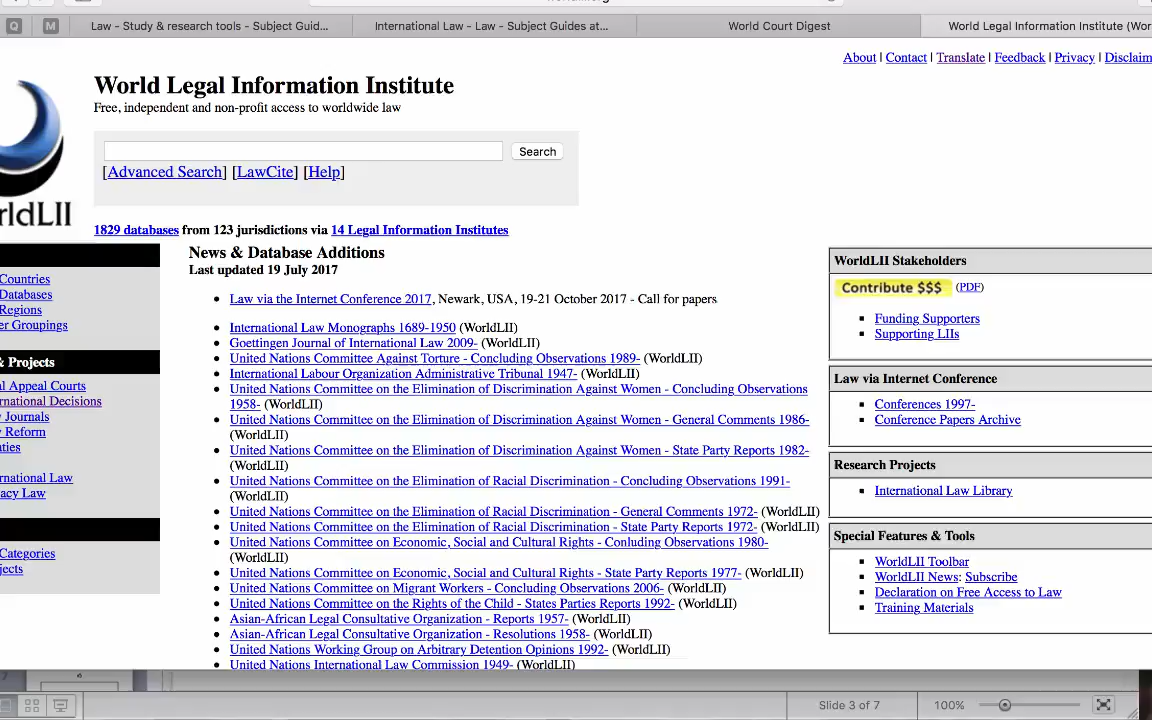 Q
M
Law - Study & research tools - Subject Guid...
International Law - Law - Subject Guides at...
World Court Digest
World Legal Information Institute (Wor
About | Contact | Translate | Feedback | Privacy | Disclaim
World Legal Information Institute
Free, independent and non-profit access to worldwide law
Search
[Advanced Search] [LawCite] [Help]
rldLII
1829 databases from 123 jurisdictions via 14 Legal Information Institutes
Countries
Databases
Regions
er Groupings
& Projects
al Appeal Courts
rnational Decisions
Journals
Reform
aties
rnational Law
acy Law
Categories
jects
News & Database Additions
Last updated 19 July 2017
Law via the Internet Conference 2017, Newark, USA, 19-21 October 2017 - Call for papers
International Law Monographs 1689-1950 (WorldLII)
Goettingen Journal of International Law 2009- (WorldLII)
United Nations Committee Against Torture - Concluding Observations 1989- (WorldLII)
International Labour Organization Administrative Tribunal 1947- (WorldLII)
United Nations Committee on the Elimination of Discrimination Against Women - Concluding Observations
1958- (WorldLII)
United Nations Committee on the Elimination of Discrimination Against Women - General Comments 1986-
(WorldLII)
United Nations Committee on the Elimination of Discrimination Against Women - State Party Reports 1982-
(WorldLII)
United Nations Committee on the Elimination of Racial Discrimination - Concluding Observations 1991-
(WorldLII)
United Nations Committee on the Elimination of Racial Discrimination - General Comments 1972- (WorldLII)
United Nations Committee on the Elimination of Racial Discrimination - State Party Reports 1972- (WorldLII)
United Nations Committee on Economic, Social and Cultural Rights - Conluding Observations 1980-
(WorldLII)
United Nations Committee on Economic, Social and Cultural Rights - State Party Reports 1977- (WorldLII)
United Nations Committee on Migrant Workers - Concluding Observations 2006- (WorldLII)
United Nations Committee on the Rights of the Child - States Parties Reports 1992- (WorldLII)
Asian-African Legal Consultative Organization - Reports 1957- (WorldLII)
Asian-African Legal Consultative Organization - Resolutions 1958- (WorldLII)
United Nations Working Group on Arbitrary Detention Opinions 1992- (WorldLII)
United Nations International Law Commission 1949- (WorldLII)
WorldLII Stakeholders
Contribute $$$ (PDF)
Funding Supporters
Supporting LIIs
Law via Internet Conference
Conferences 1997-
Conference Papers Archive
Research Projects
International Law Library
Special Features & Tools
WorldLII Toolbar
WorldLII News: Subscribe
Declaration on Free Access to Law
Training Materials
Slide 3 of 7
100%